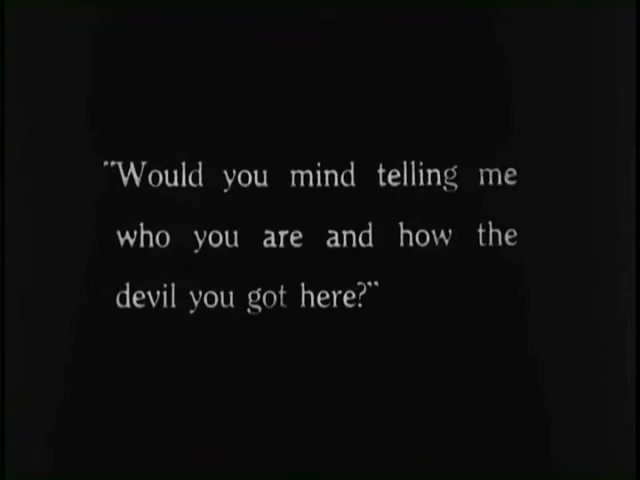 "Would you mind telling me
who you are and how the
devil you got here?"